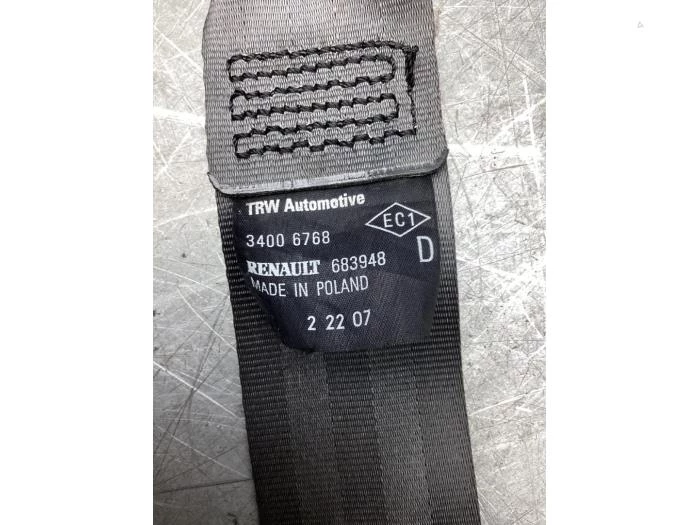 TRW Automotive
EC1
3400 6768
D
RENAULT 683948
MADE IN POLAND
2 22 07